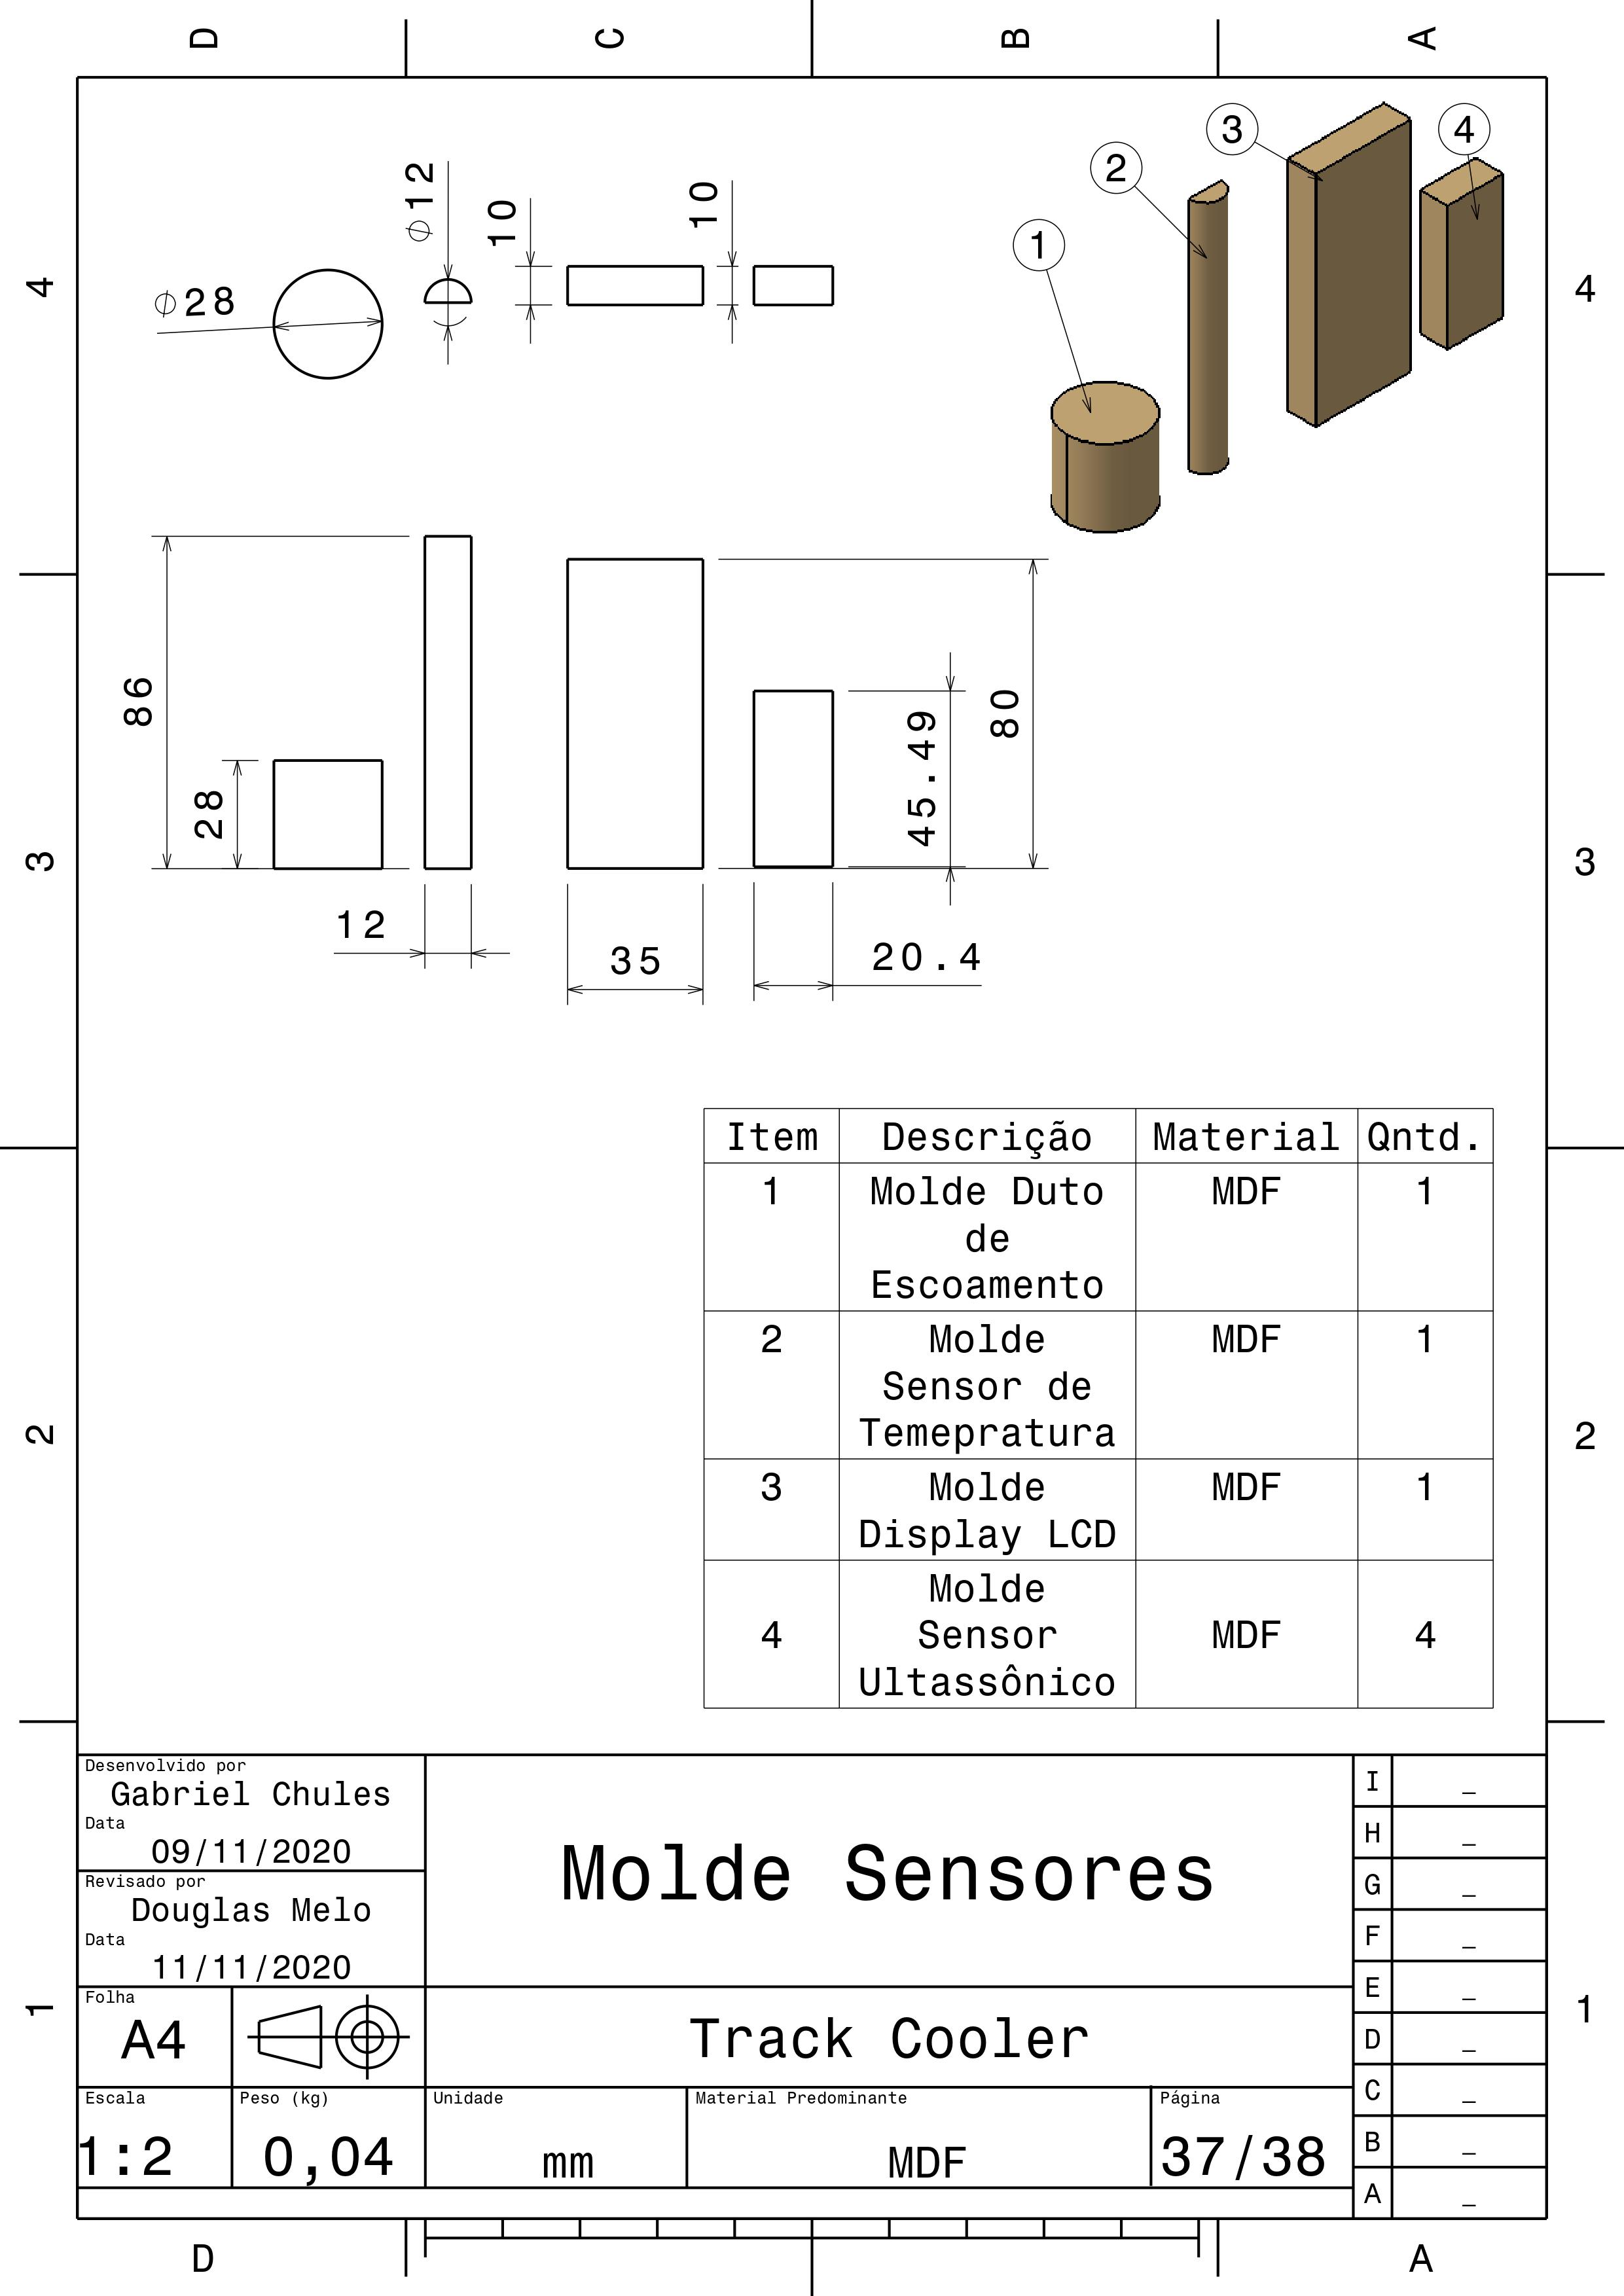 D C B A
4 4
3 3
2 2
1 1
⌀28
⌀12
10
10
1
2
3
4
86
28
12
35
20.4
45.49
80
Item Descrição Material Qntd.
1 Molde Duto MDF 1
de
Escoamento
2 Molde MDF 1
Sensor de
Temepratura
3 Molde MDF 1
Display LCD
Molde
4 Sensor MDF 4
Ultassônico
Desenvolvido por
Gabriel Chules
Data
09/11/2020
Revisado por
Douglas Melo
Data
11/11/2020
Molde Sensores
Folha
A4
Track Cooler
Escala
1:2
Peso (kg)
0,04
Unidade
mm
Material Predominante
MDF
Página
37/38
I _
H _
G _
F _
E _
D _
C _
B _
A _
D A